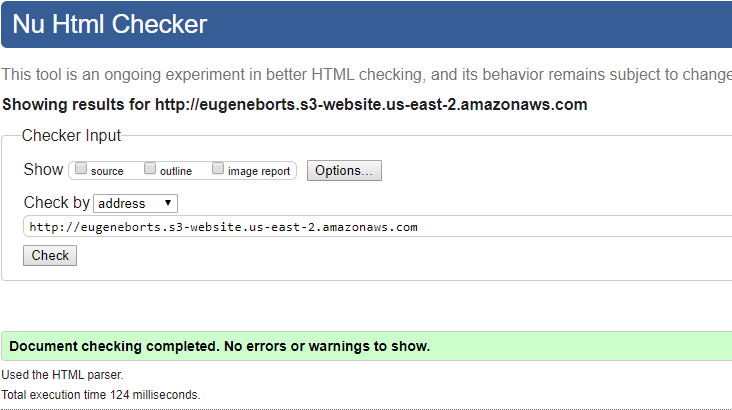 Nu Html Checker
This tool is an ongoing experiment in better HTML checking, and its behavior remains subject to change
Showing results for http://eugeneborts.s3-website.us-east-2.amazonaws.com
Checker Input
Show source outline image report Options...
Check by address
http://eugeneborts.s3-website.us-east-2.amazonaws.com
Check
Document checking completed. No errors or warnings to show.
Used the HTML parser.
Total execution time 124 milliseconds.